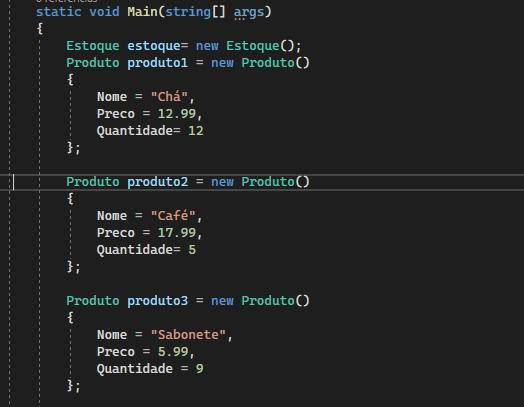 static void Main(string[] args)
{
Estoque estoque= new Estoque();
Produto produto1 = new Produto()
{
Nome = "Chá",
Preco = 12.99,
Quantidade= 12
};
Produto produto2 = new Produto()
{
Nome = "Café",
Preco = 17.99,
Quantidade= 5
};
Produto produto3 = new Produto()
{
Nome = "Sabonete",
Preco = 5.99,
Quantidade = 9
};